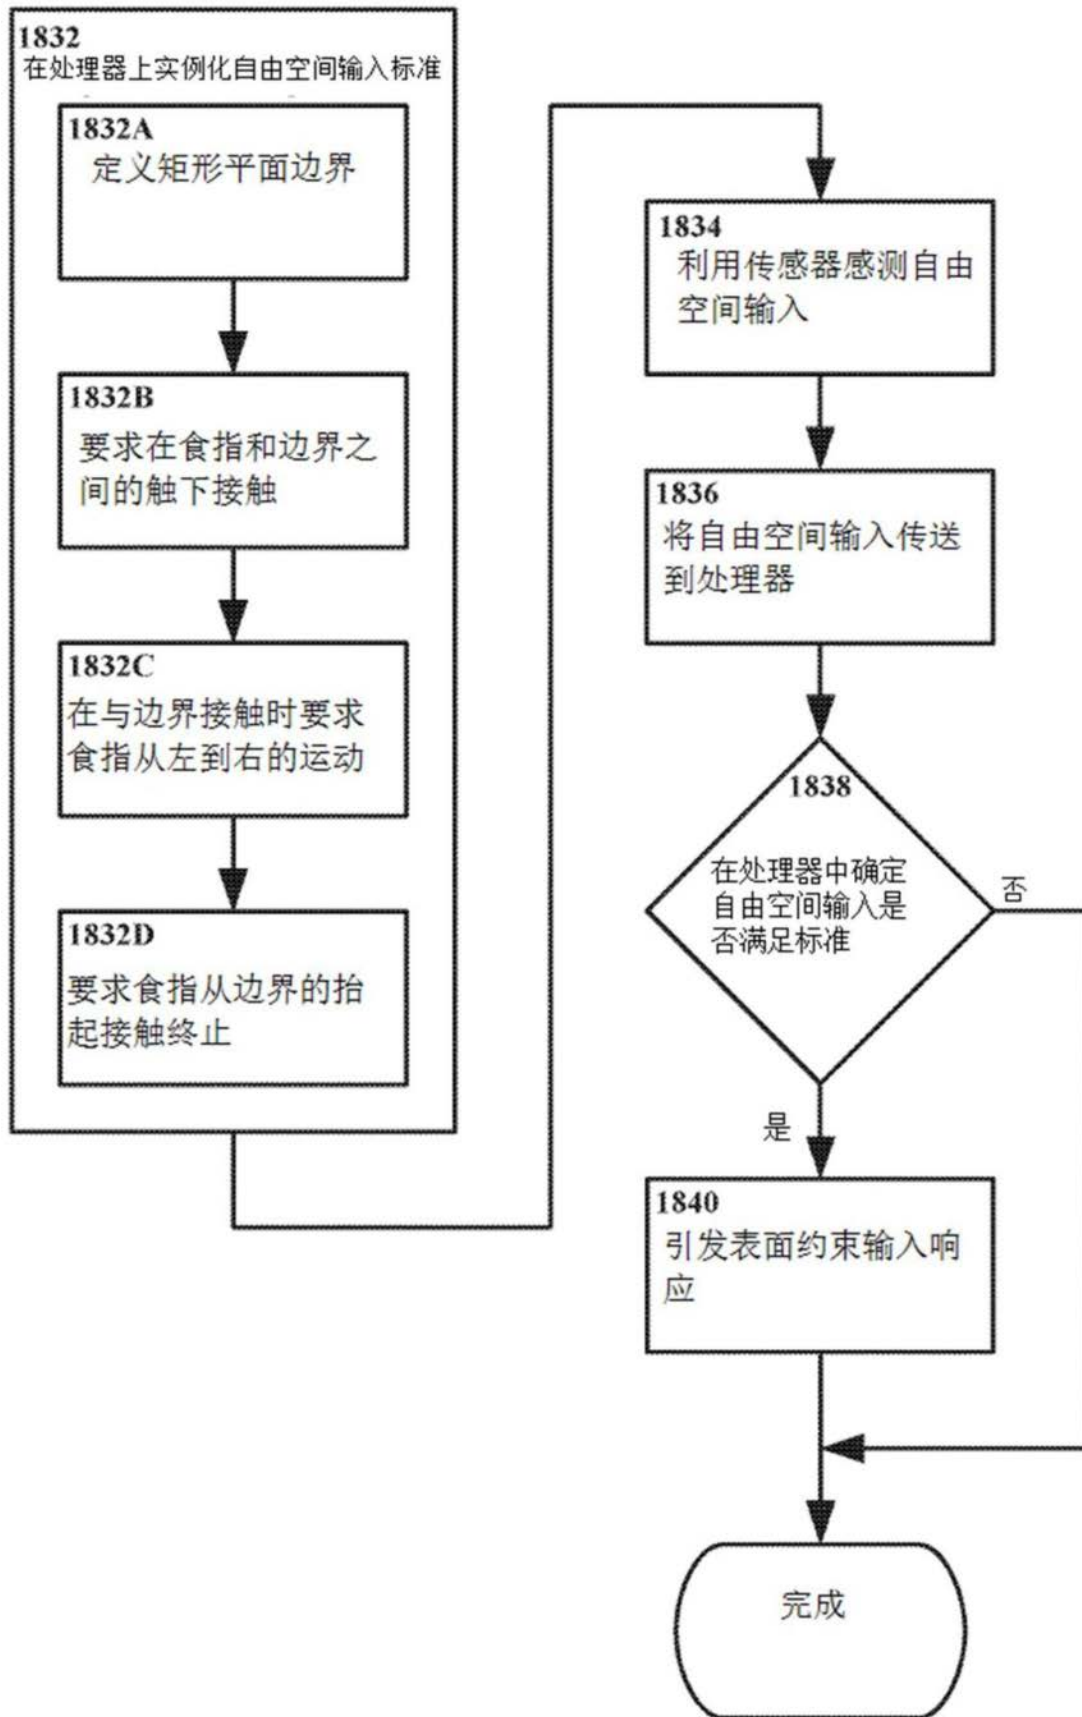 1832
在处理器上实例化自由空间输入标准
1832A
定义矩形平面边界
1832B
要求在食指和边界之
间的触下接触
1832C
在与边界接触时要求
食指从左到右的运动
1832D
要求食指从边界的抬
起接触终止
1834
利用传感器感测自由
空间输入
1836
将自由空间输入传送
到处理器
1838
在处理器中确定
自由空间输入是
否满足标准
否
是
1840
引发表面约束输入响
应
完成